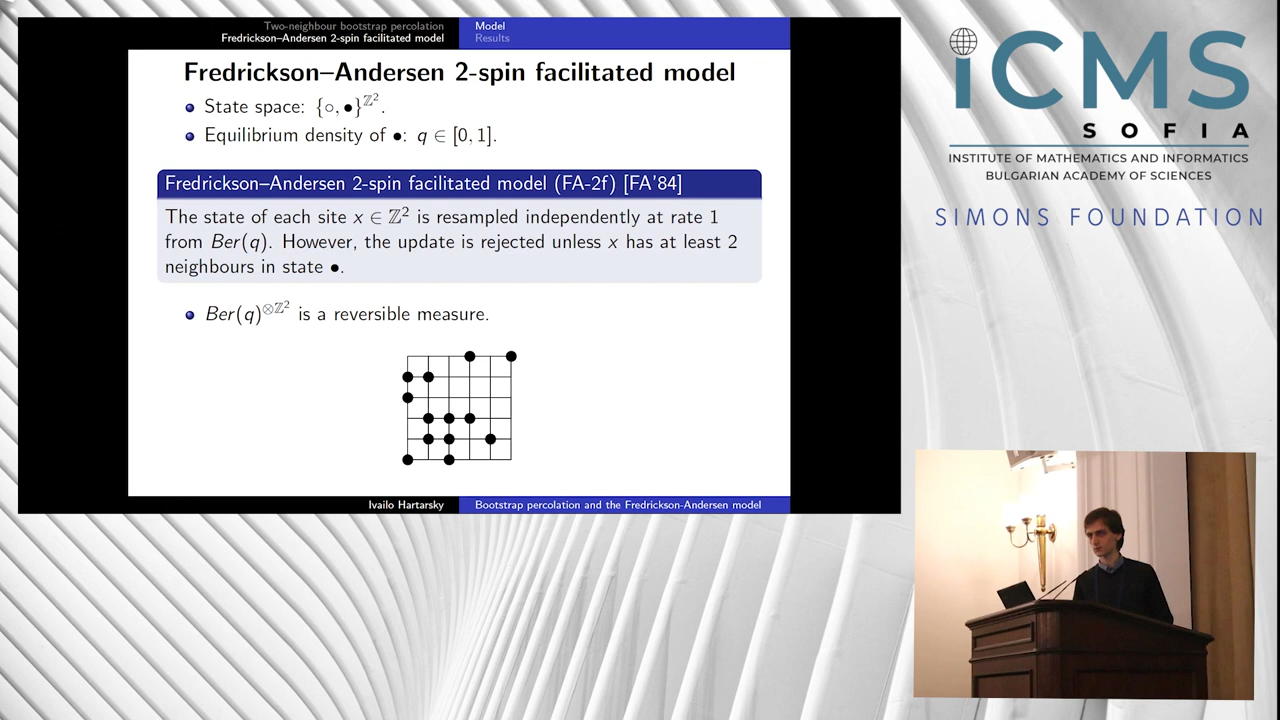 Two-neighbour bootstrap percolation
Fredrickson–Andersen 2-spin facilitated model
Model
Results
Fredrickson–Andersen 2-spin facilitated model
State space: {○, •}^ℤ².
Equilibrium density of •: q ∈ [0, 1].
Fredrickson–Andersen 2-spin facilitated model (FA-2f) [FA'84]
The state of each site x ∈ ℤ² is resampled independently at rate 1
from Ber(q). However, the update is rejected unless x has at least 2
neighbours in state •.
Ber(q)^⊗ℤ² is a reversible measure.
Ivailo Hartarsky
Bootstrap percolation and the Fredrickson-Andersen model
iCMS
SOFIA
INSTITUTE OF MATHEMATICS AND INFORMATICS
BULGARIAN ACADEMY OF SCIENCES
SIMONS FOUNDATION